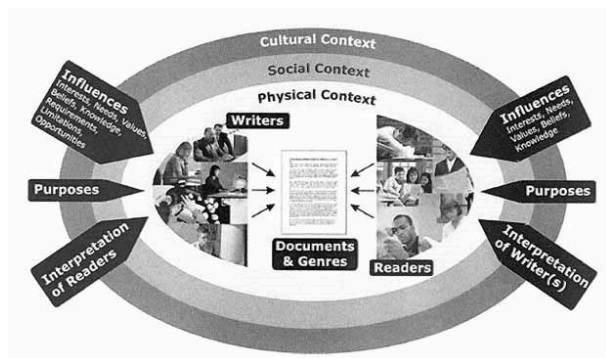 Cultural Context
Social Context
Physical Context
Influences
Interests, Needs, Values,
Beliefs, Knowledge,
Requirements,
Limitations,
Opportunities
Purposes
Interpretation
of Readers
Writers
Documents
& Genres
Readers
Influences
Interests, Needs,
Values, Beliefs,
Knowledge
Purposes
Interpretation
of Writer(s)